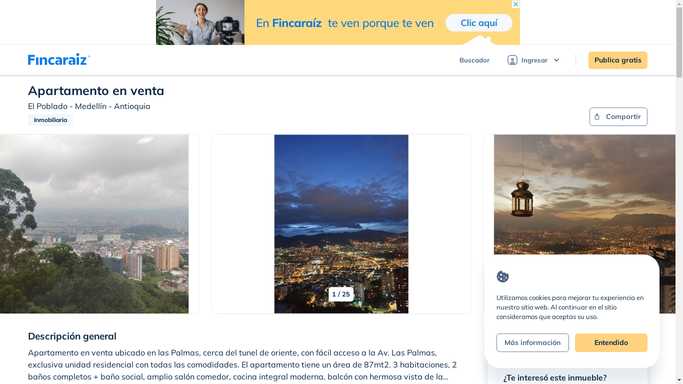 En Fincaraíz te ven porque te ven
Clic aquí
Fincaraíz
Buscador
Ingresar
Publica gratis
Apartamento en venta
El Poblado - Medellín - Antioquia
Inmobiliaria
Compartir
1 / 25
Utilizamos cookies para mejorar tu experiencia en
nuestro sitio web. Al continuar en el sitio
consideramos que aceptas su uso.
Más información
Entendido
Descripción general
Apartamento en venta ubicado en las Palmas, cerca del tunel de oriente, con fácil acceso a la Av. Las Palmas,
exclusiva unidad residencial con todas las comodidades. El apartamento tiene un área de 87mt2. 3 habitaciones, 2
baños completos + baño social, amplio salón comedor, cocina integral moderna, balcón con hermosa vista de la...
¿Te interesó este inmueble?